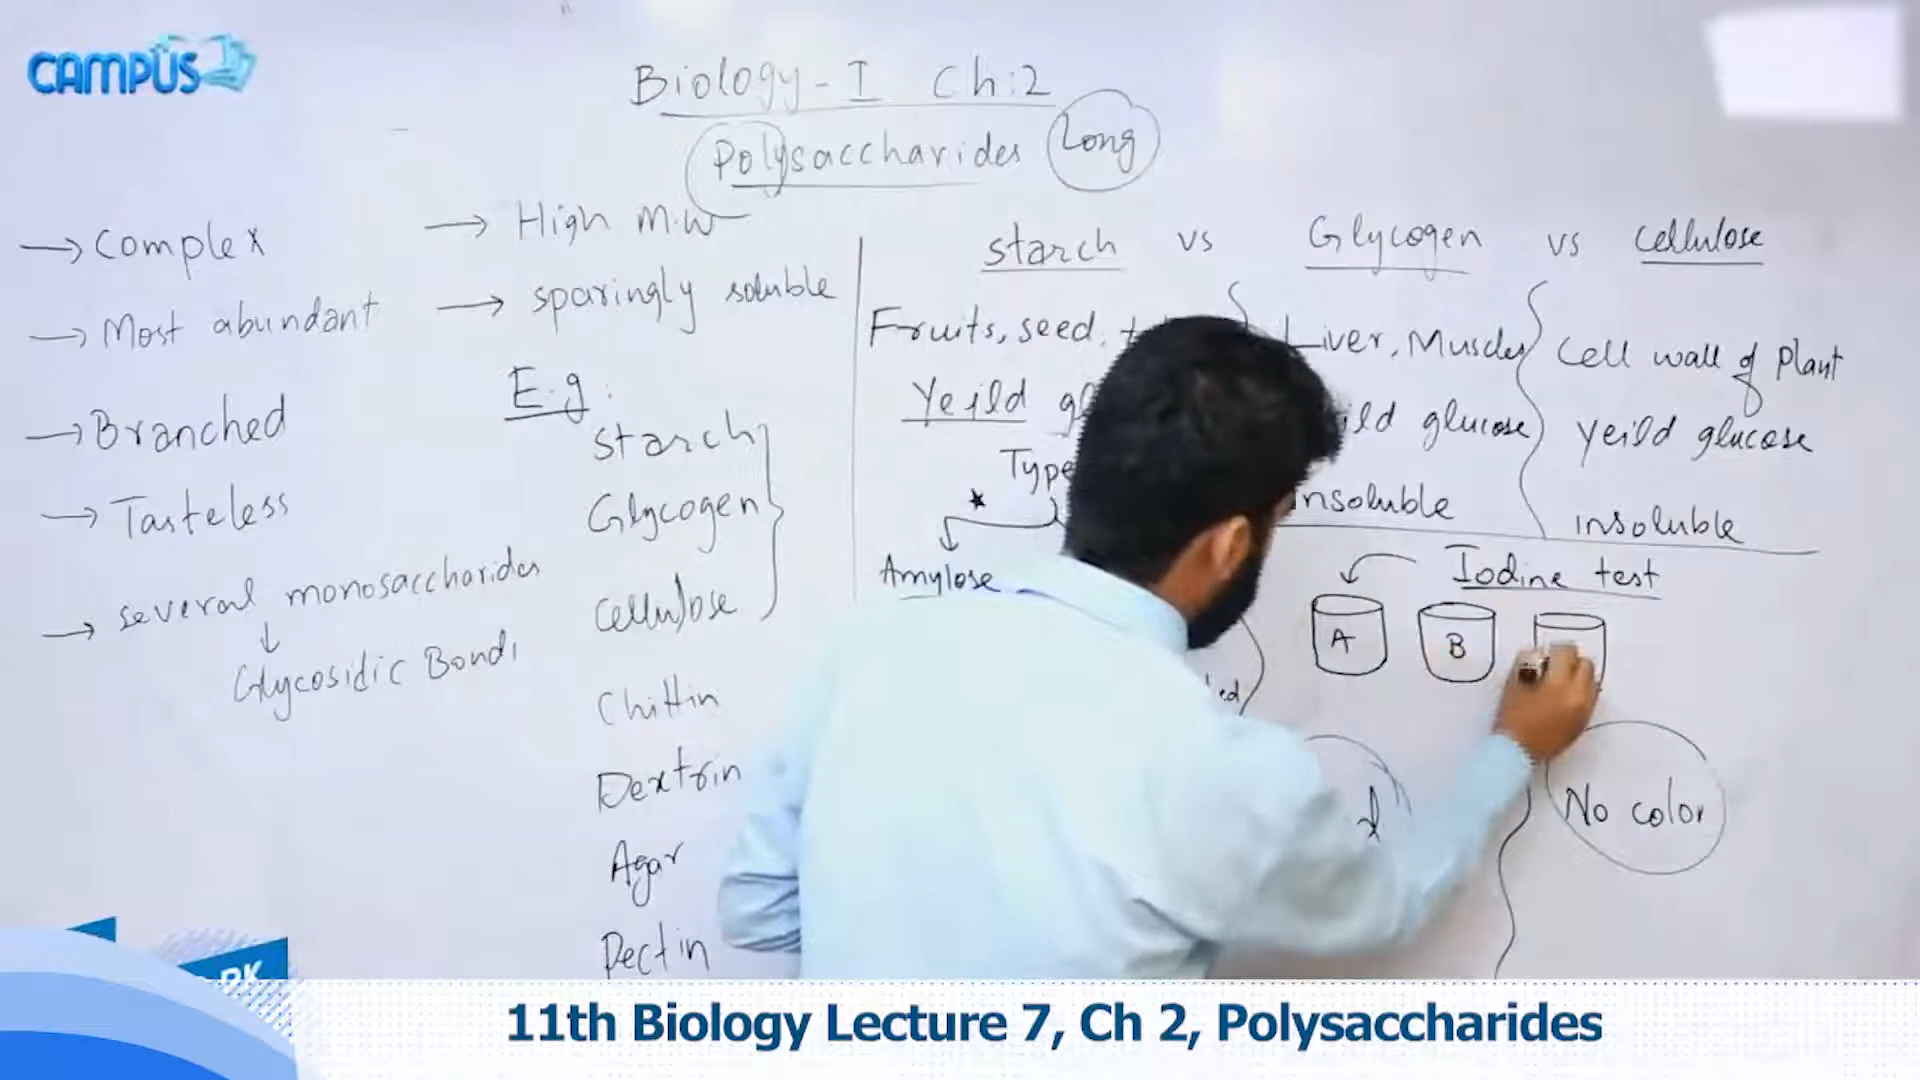 CAMPUS
Biology - I Ch:2
Polysaccharides Long
→ Complex
→ Most abundant
→ Branched
→ Tasteless
→ several monosaccharides
↓
Glycosidic Bond
→ High M.W
→ sparingly soluble
E.g:
Starch
Glycogen
Cellulose
Chittin
Dextrin
Agar
Pectin
starch vs Glycogen vs cellulose
Fruits, seed,
Yeild
Amylose
Liver, Muscles
glucose
insoluble
Cell wall of Plant
Yeild glucose
insoluble
Iodine test
A B
No color
11th Biology Lecture 7, Ch 2, Polysaccharides